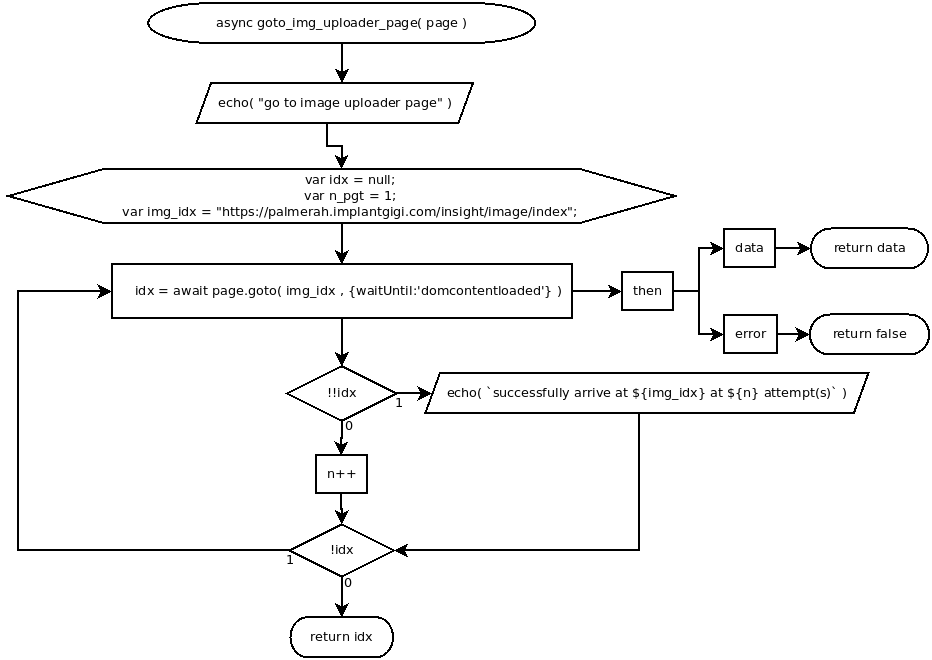 async goto_img_uploader_page( page )
echo( "go to image uploader page" )
var idx = null;
var n_pgt = 1;
var img_idx = "https://palmerah.implantgigi.com/insight/image/index";
idx = await page.goto( img_idx , {waitUntil:'domcontentloaded'} )
then
data
return data
error
return false
!!idx
1
0
echo( `successfully arrive at ${img_idx} at ${n} attempt(s)` )
n++
!idx
1
0
return idx